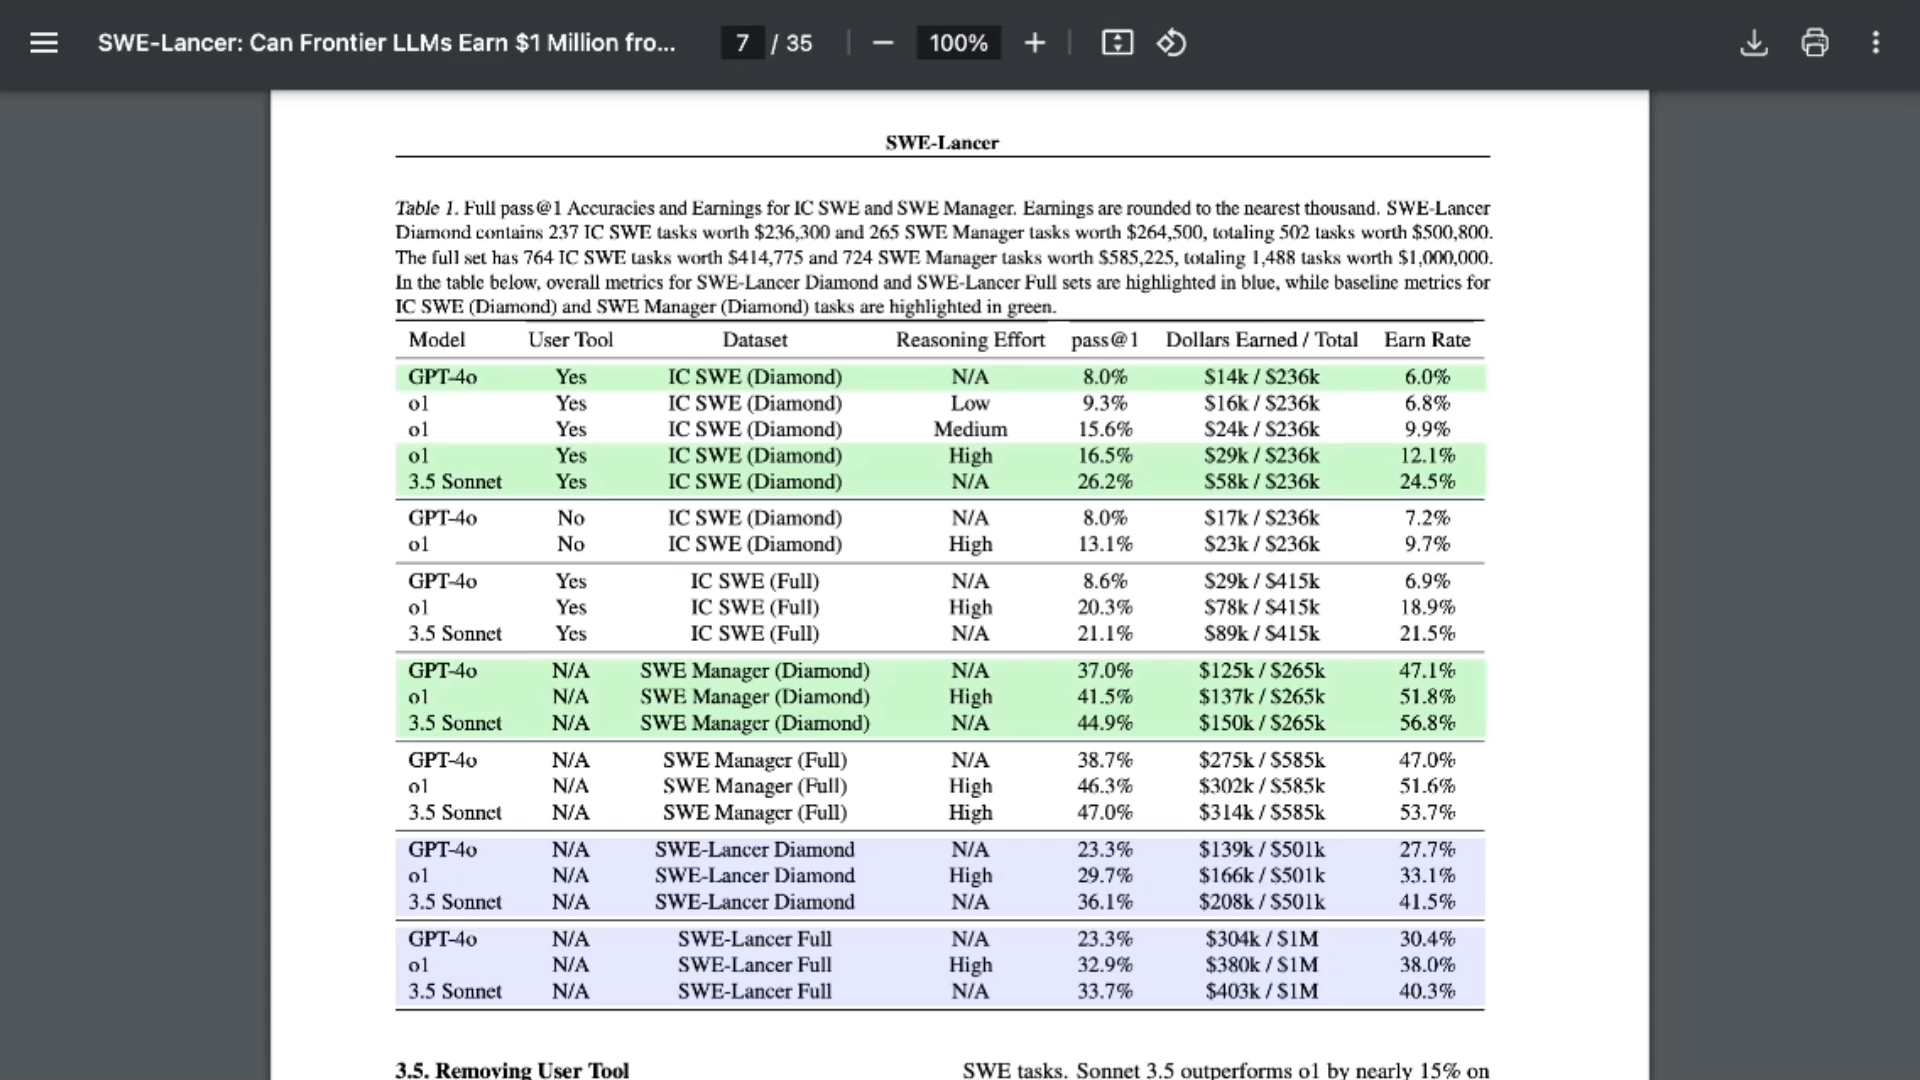 SWE-Lancer: Can Frontier LLMs Earn $1 Million fro...
7 / 35
100%
SWE-Lancer
Table 1. Full pass@1 Accuracies and Earnings for IC SWE and SWE Manager. Earnings are rounded to the nearest thousand. SWE-Lancer
Diamond contains 237 IC SWE tasks worth $236,300 and 265 SWE Manager tasks worth $264,500, totaling 502 tasks worth $500,800.
The full set has 764 IC SWE tasks worth $414,775 and 724 SWE Manager tasks worth $585,225, totaling 1,488 tasks worth $1,000,000.
In the table below, overall metrics for SWE-Lancer Diamond and SWE-Lancer Full sets are highlighted in blue, while baseline metrics for
IC SWE (Diamond) and SWE Manager (Diamond) tasks are highlighted in green.
Model User Tool Dataset Reasoning Effort pass@1 Dollars Earned / Total Earn Rate
GPT-4o Yes IC SWE (Diamond) N/A 8.0% $14k / $236k 6.0%
o1 Yes IC SWE (Diamond) Low 9.3% $16k / $236k 6.8%
o1 Yes IC SWE (Diamond) Medium 15.6% $24k / $236k 9.9%
o1 Yes IC SWE (Diamond) High 16.5% $29k / $236k 12.1%
3.5 Sonnet Yes IC SWE (Diamond) N/A 26.2% $58k / $236k 24.5%
GPT-4o No IC SWE (Diamond) N/A 8.0% $17k / $236k 7.2%
o1 No IC SWE (Diamond) High 13.1% $23k / $236k 9.7%
GPT-4o Yes IC SWE (Full) N/A 8.6% $29k / $415k 6.9%
o1 Yes IC SWE (Full) High 20.3% $78k / $415k 18.9%
3.5 Sonnet Yes IC SWE (Full) N/A 21.1% $89k / $415k 21.5%
GPT-4o N/A SWE Manager (Diamond) N/A 37.0% $125k / $265k 47.1%
o1 N/A SWE Manager (Diamond) High 41.5% $137k / $265k 51.8%
3.5 Sonnet N/A SWE Manager (Diamond) N/A 44.9% $150k / $265k 56.8%
GPT-4o N/A SWE Manager (Full) N/A 38.7% $275k / $585k 47.0%
o1 N/A SWE Manager (Full) High 46.3% $302k / $585k 51.6%
3.5 Sonnet N/A SWE Manager (Full) High 47.0% $314k / $585k 53.7%
GPT-4o N/A SWE-Lancer Diamond N/A 23.3% $139k / $501k 27.7%
o1 N/A SWE-Lancer Diamond High 29.7% $166k / $501k 33.1%
3.5 Sonnet N/A SWE-Lancer Diamond N/A 36.1% $208k / $501k 41.5%
GPT-4o N/A SWE-Lancer Full N/A 23.3% $304k / $1M 30.4%
o1 N/A SWE-Lancer Full High 32.9% $380k / $1M 38.0%
3.5 Sonnet N/A SWE-Lancer Full N/A 33.7% $403k / $1M 40.3%
3.5. Removing User Tool
SWE tasks. Sonnet 3.5 outperforms o1 by nearly 15% on